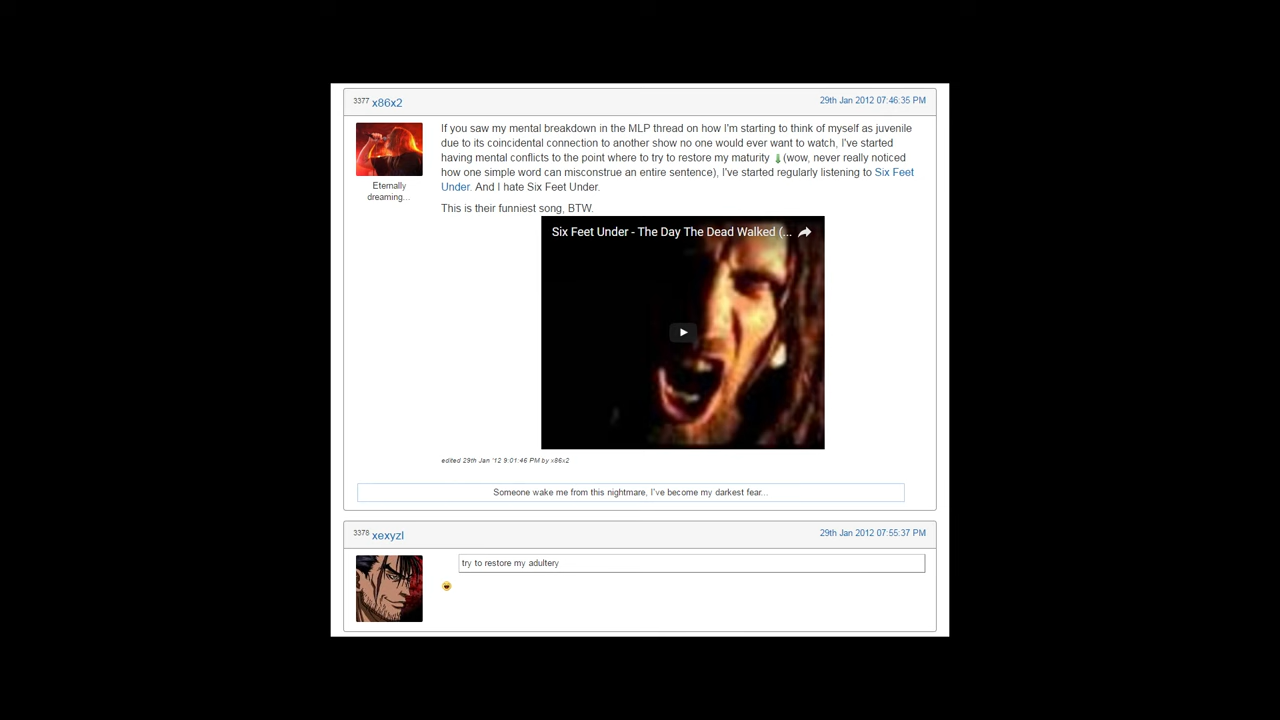 3377 x86x2
29th Jan 2012 07:46:35 PM
Eternally
dreaming...
If you saw my mental breakdown in the MLP thread on how I'm starting to think of myself as juvenile
due to its coincidental connection to another show no one would ever want to watch, I've started
having mental conflicts to the point where to try to restore my maturity (wow, never really noticed
how one simple word can misconstrue an entire sentence), I've started regularly listening to Six Feet
Under. And I hate Six Feet Under.
This is their funniest song, BTW.
Six Feet Under - The Day The Dead Walked (...
edited 29th Jan '12 9:01:46 PM by x86x2
Someone wake me from this nightmare, I've become my darkest fear...
3378 xexyzl
29th Jan 2012 07:55:37 PM
try to restore my adultery